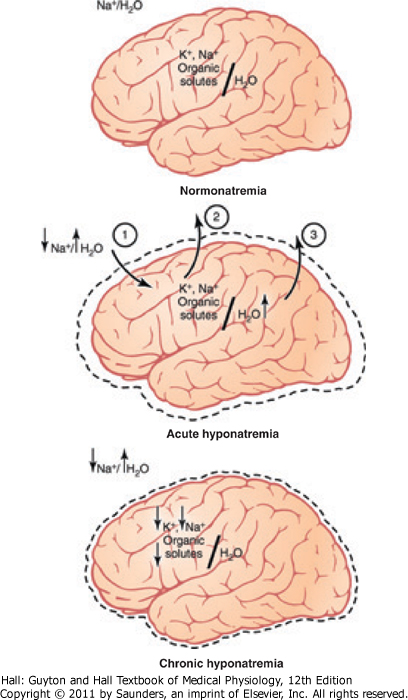 Na⁺/H₂O
K⁺, Na⁺
Organic
solutes
H₂O
Normonatremia
↓Na⁺/↑H₂O
1
2
3
K⁺, Na⁺
Organic
solutes
H₂O↑
Acute hyponatremia
↓Na⁺/↑H₂O
↓K⁺,↓Na⁺
↓Organic
solutes
H₂O
Chronic hyponatremia
Hall: Guyton and Hall Textbook of Medical Physiology, 12th Edition
Copyright © 2011 by Saunders, an imprint of Elsevier, Inc. All rights reserved.